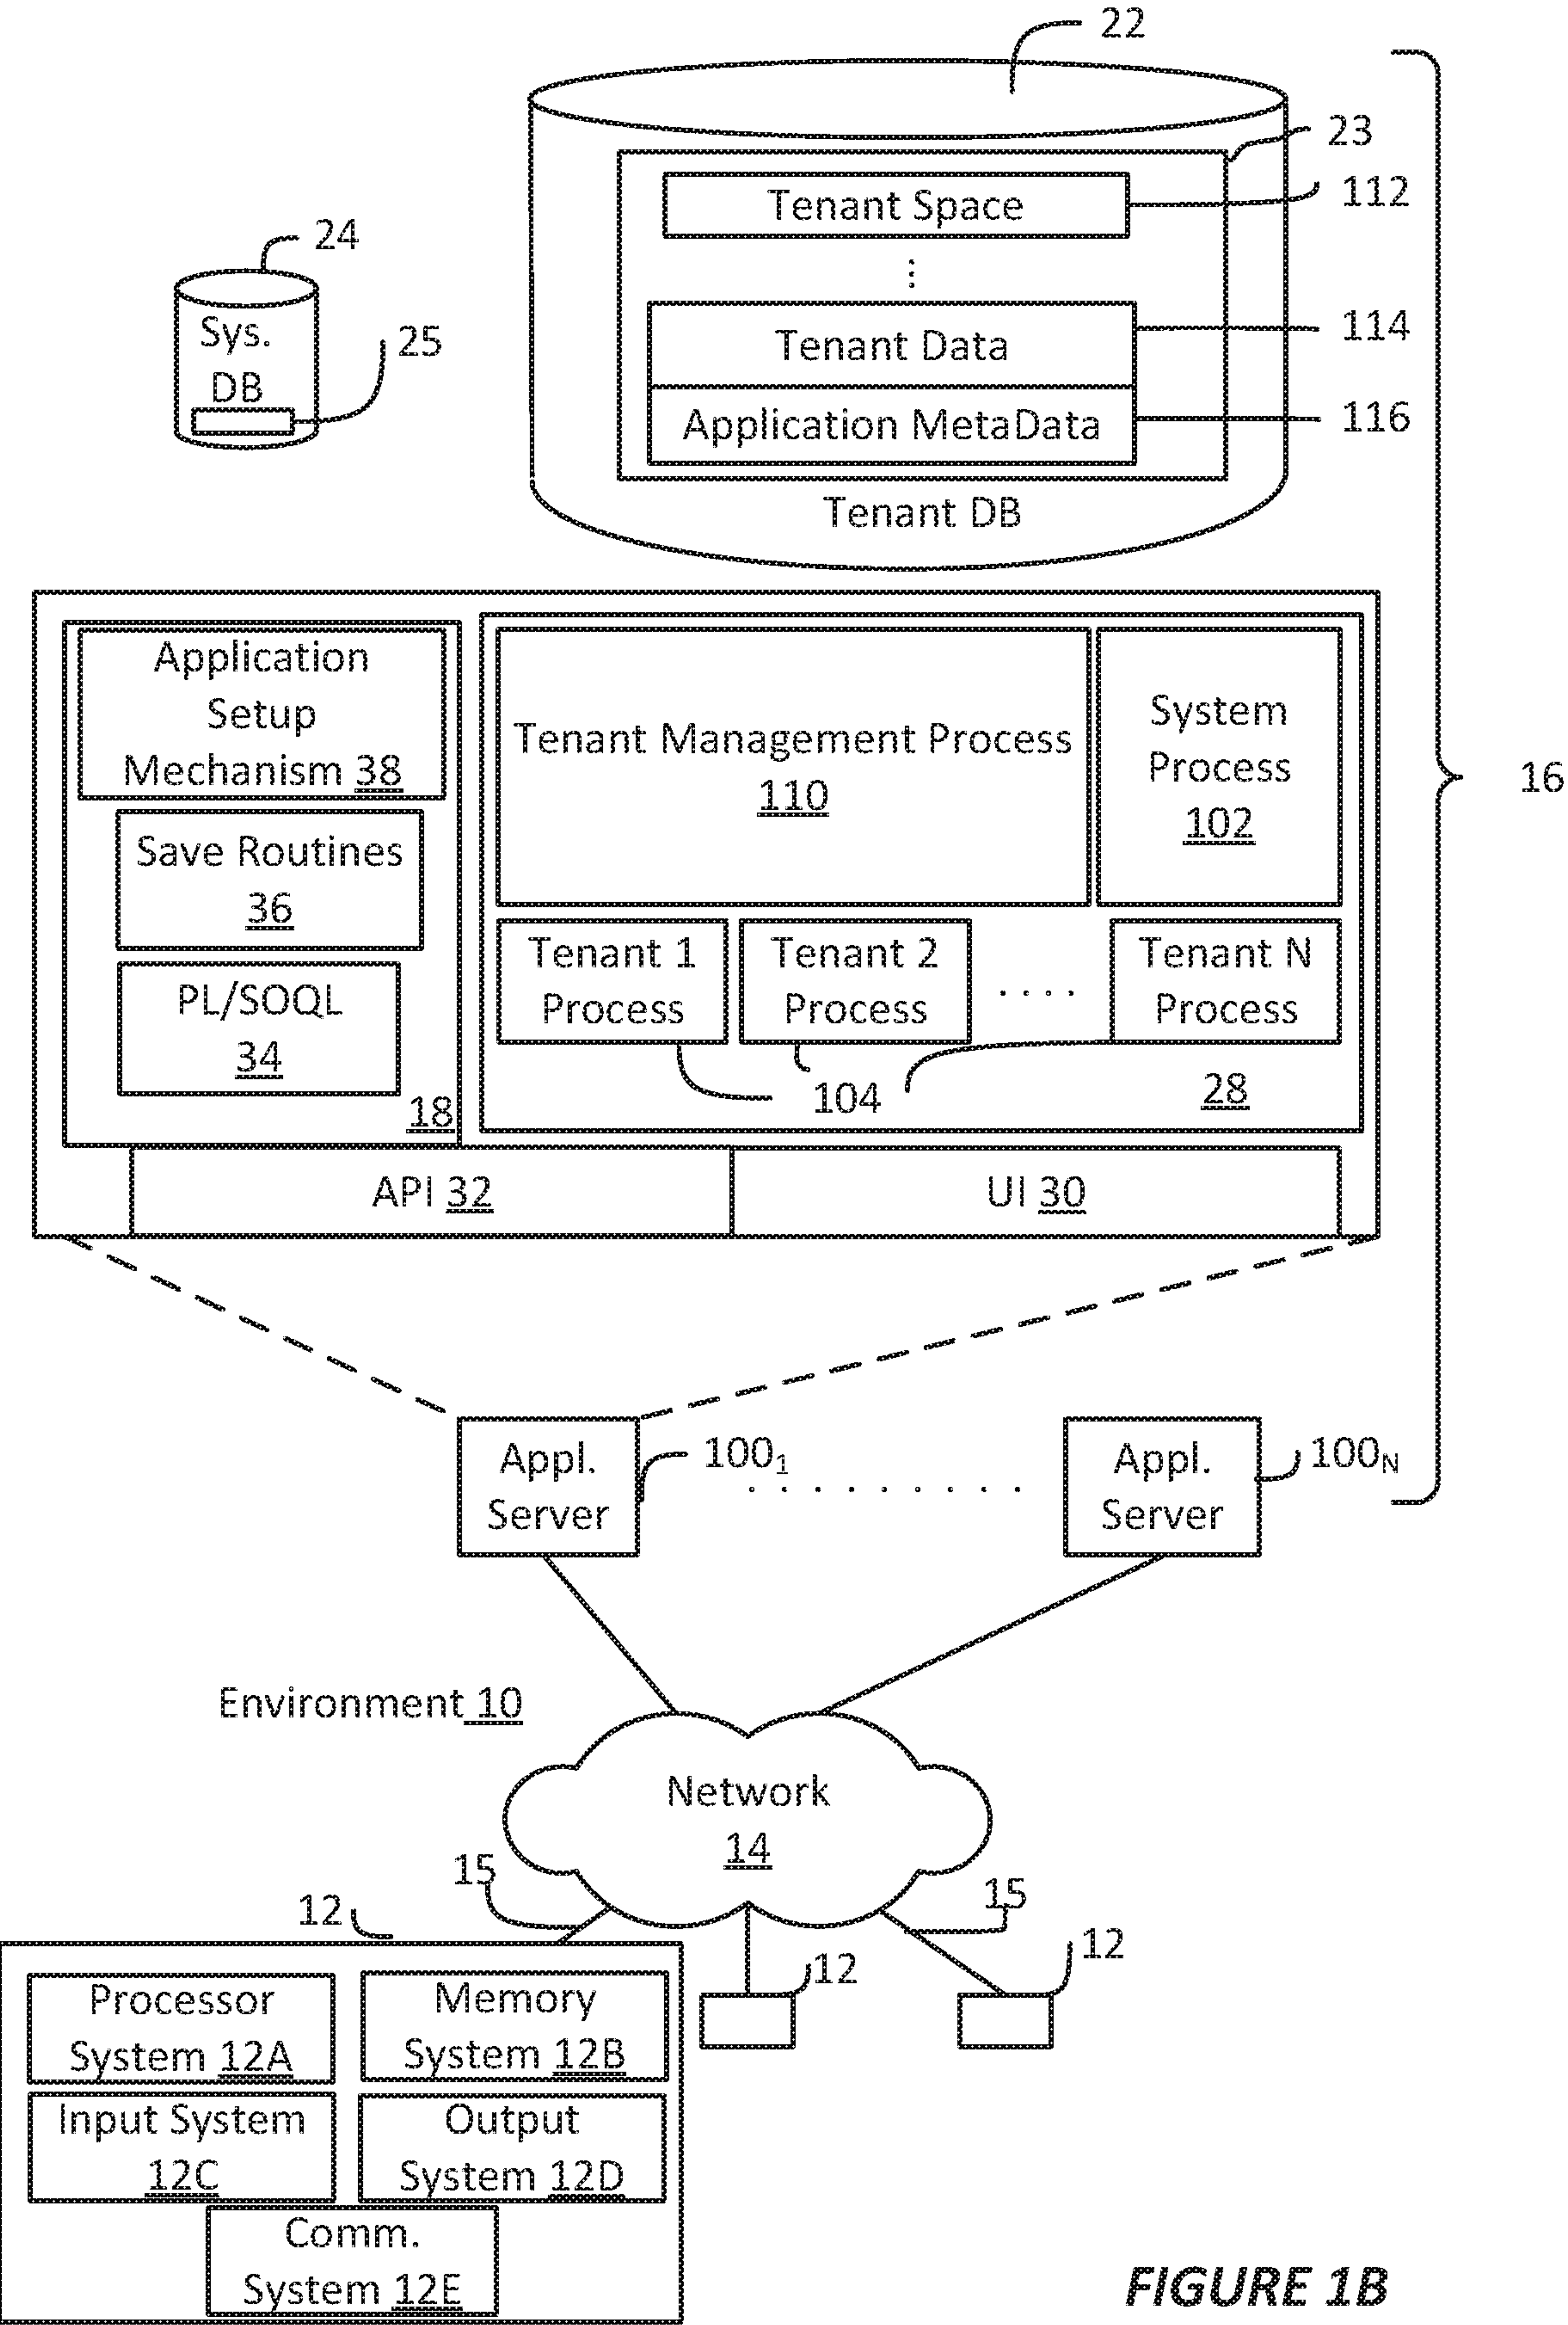 22
23
Tenant Space
112
24
Sys.
DB
25
Tenant Data
114
Application MetaData
116
Tenant DB
Application
Setup
Mechanism 38
Tenant Management Process
110
System
Process
102
16
Save Routines
36
PL/SOQL
34
18
Tenant 1
Process
Tenant 2
Process
. . . .
Tenant N
Process
104
28
API 32
UI 30
Appl.
Server
100₁
. . . . . . . . .
Appl.
Server
100N
Environment 10
Network
14
15
15
12
12
12
Processor
System 12A
Memory
System 12B
Input System
12C
Output
System 12D
Comm.
System 12E
FIGURE 1B